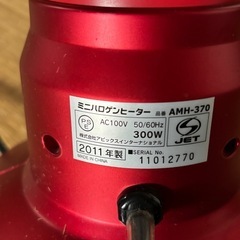 ミニハロゲンヒーター 品番 AMH-370
PSE AC100V 50/60Hz
300W
株式会社アピックスインターナショナル
S JET
2011年製 ■SERIAL No.
MADE IN CHINA 11012770